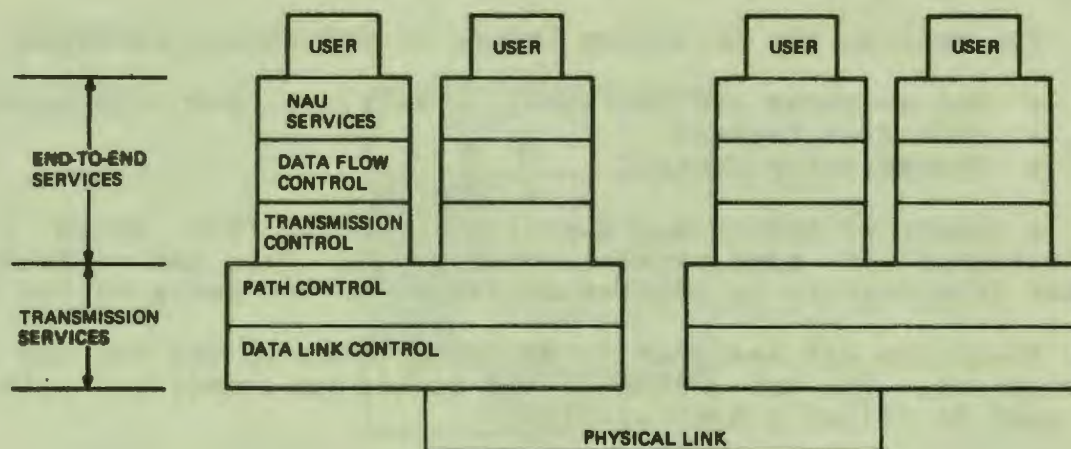 USER
USER
USER
USER
NAU
SERVICES
END-TO-END
SERVICES
DATA FLOW
CONTROL
TRANSMISSION
CONTROL
PATH CONTROL
TRANSMISSION
SERVICES
DATA LINK CONTROL
PHYSICAL LINK